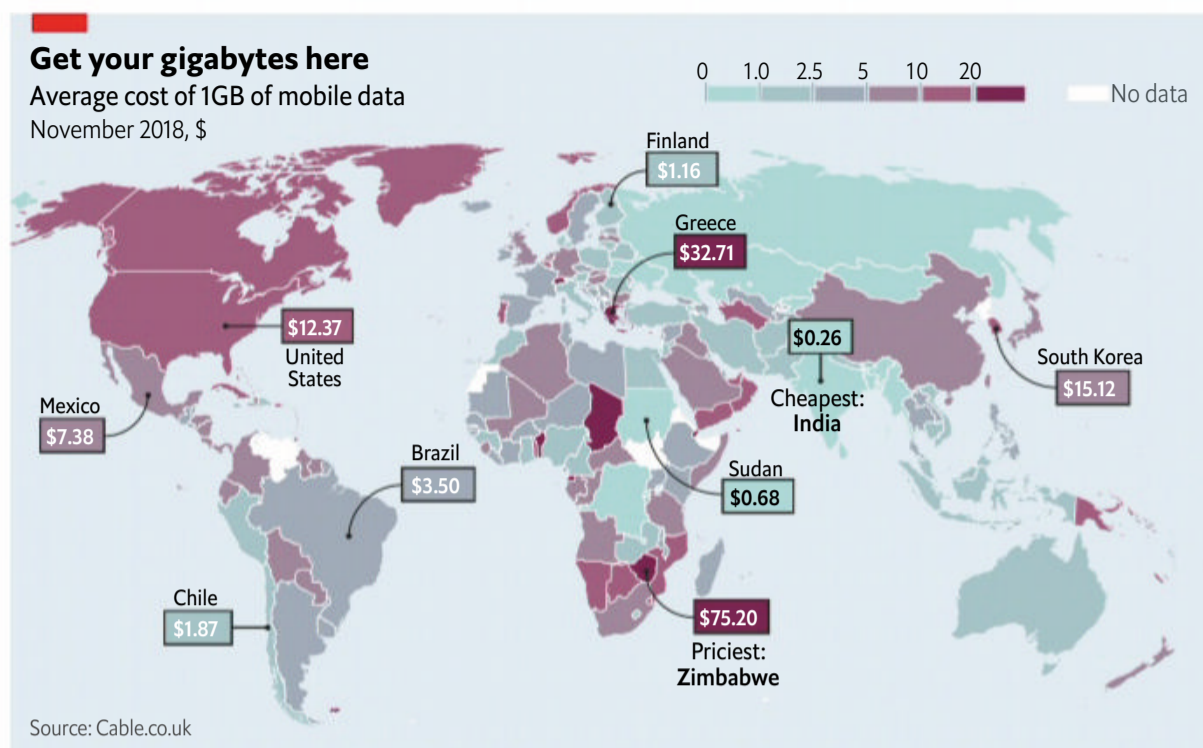 Get your gigabytes here
Average cost of 1GB of mobile data
November 2018, $
0 1.0 2.5 5 10 20
No data
Finland
$1.16
Greece
$32.71
$12.37
United
States
$0.26
Cheapest:
India
South Korea
$15.12
Mexico
$7.38
Brazil
$3.50
Sudan
$0.68
Chile
$1.87
$75.20
Priciest:
Zimbabwe
Source: Cable.co.uk